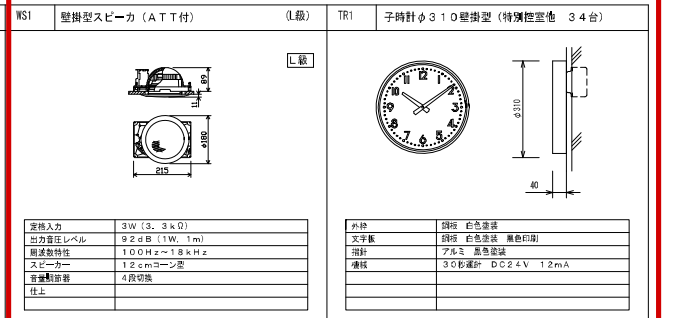 WS1 壁掛型スピーカ（ＡＴＴ付） （L級）
L級
89
11
φ180
215
定格入力 3W（3. 3kΩ）
出力音圧レベル 92dB（1W, 1m）
周波数特性 100Hz～18kHz
スピーカー 12cmコーン型
音量調節器 4段切換
仕上
TR1 子時計φ310壁掛型（特別控室他 34台）
12
1
2
3
4
5
6
7
8
9
10
11
φ310
40
外枠 鋼板 白色塗装
文字板 鋼板 白色塗装 黒色印刷
指針 アルミ 黒色塗装
機械 30秒運針 DC24V 12mA